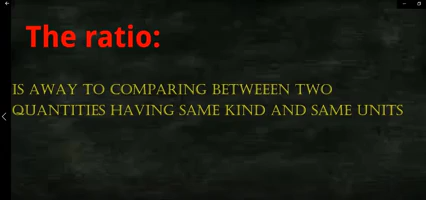 The ratio:
IS AWAY TO COMPARING BETWEEEN TWO
QUANTITIES HAVING SAME KIND AND SAME UNITS